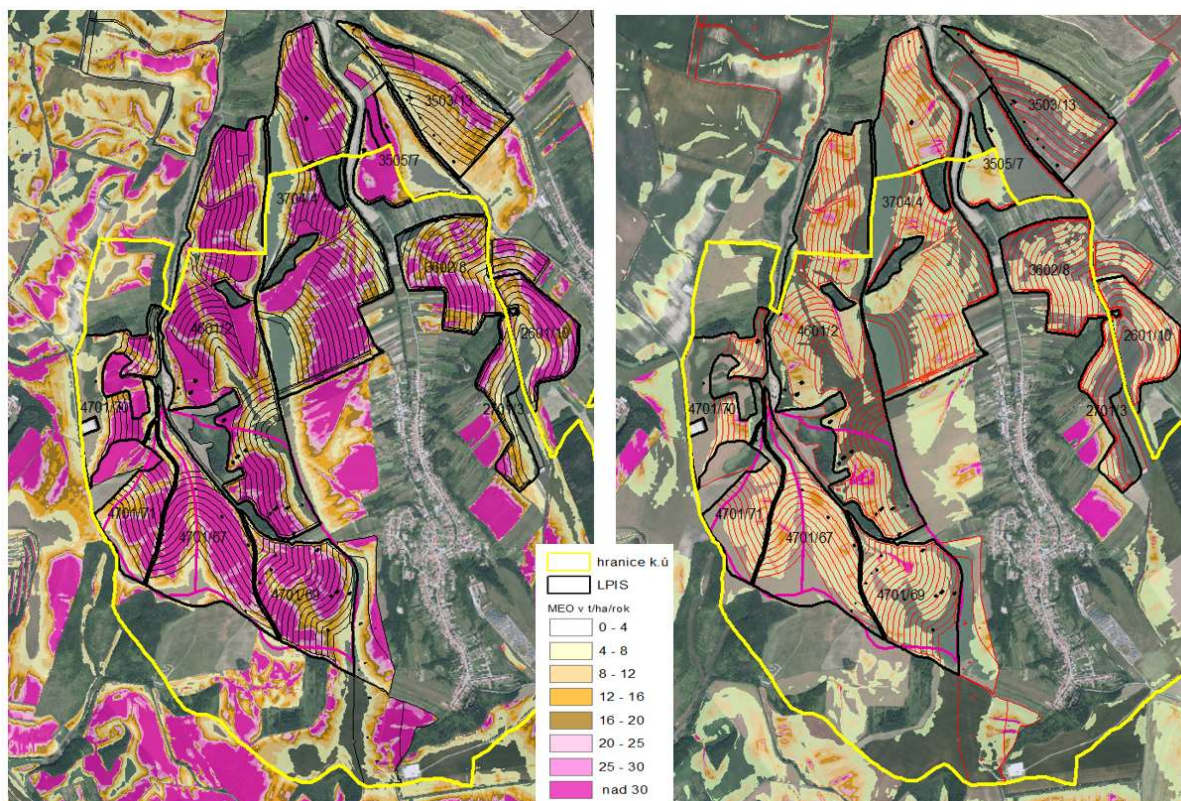 3503/13
3505/7
3704/4
3602/8
4601/2
2601/10
4701/70
2701/3
4701/71
4701/67
4701/69
hranice k.ú
LPIS
MEO v t/ha/rok
0 - 4
4 - 8
8 - 12
12 - 16
16 - 20
20 - 25
25 - 30
nad 30
3503/13
3505/7
3704/4
3602/8
4601/2
2601/10
4701/70
2701/3
4701/71
4701/67
4701/69